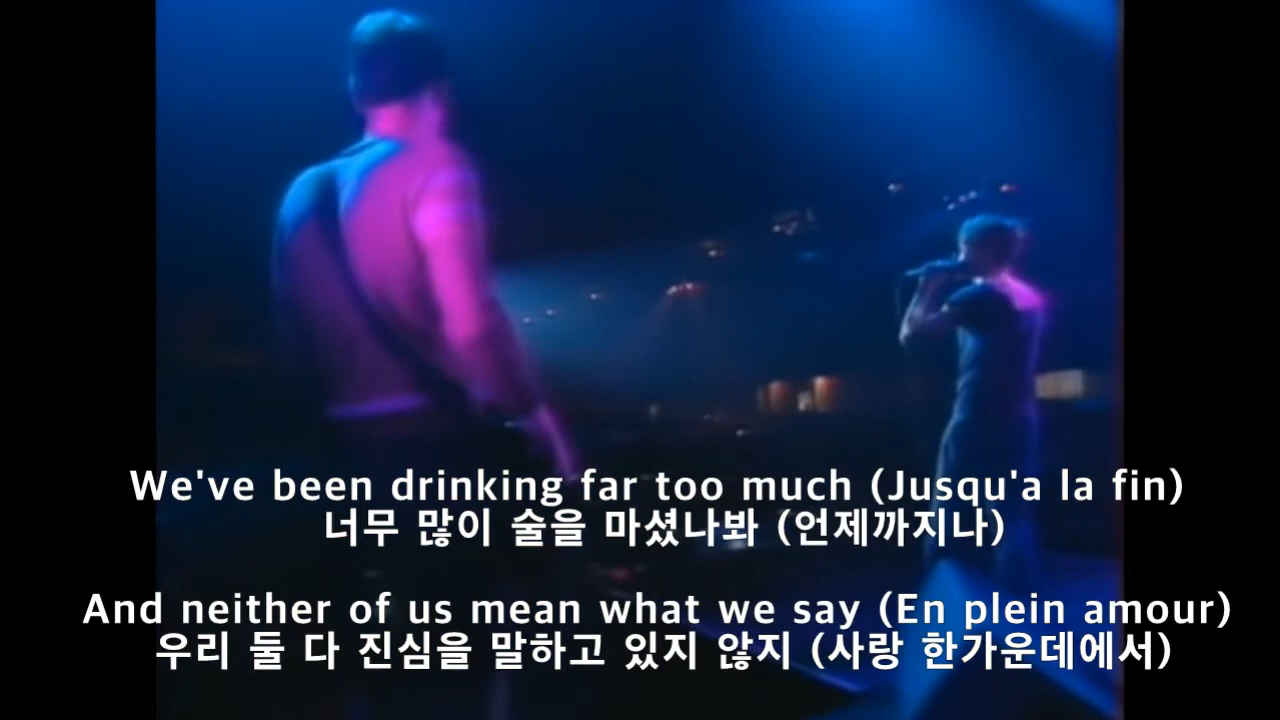 We've been drinking far too much (Jusqu'a la fin)
너무 많이 술을 마셨나봐 (언제까지나)
And neither of us mean what we say (En plein amour)
우리 둘 다 진심을 말하고 있지 않지 (사랑 한가운데에서)